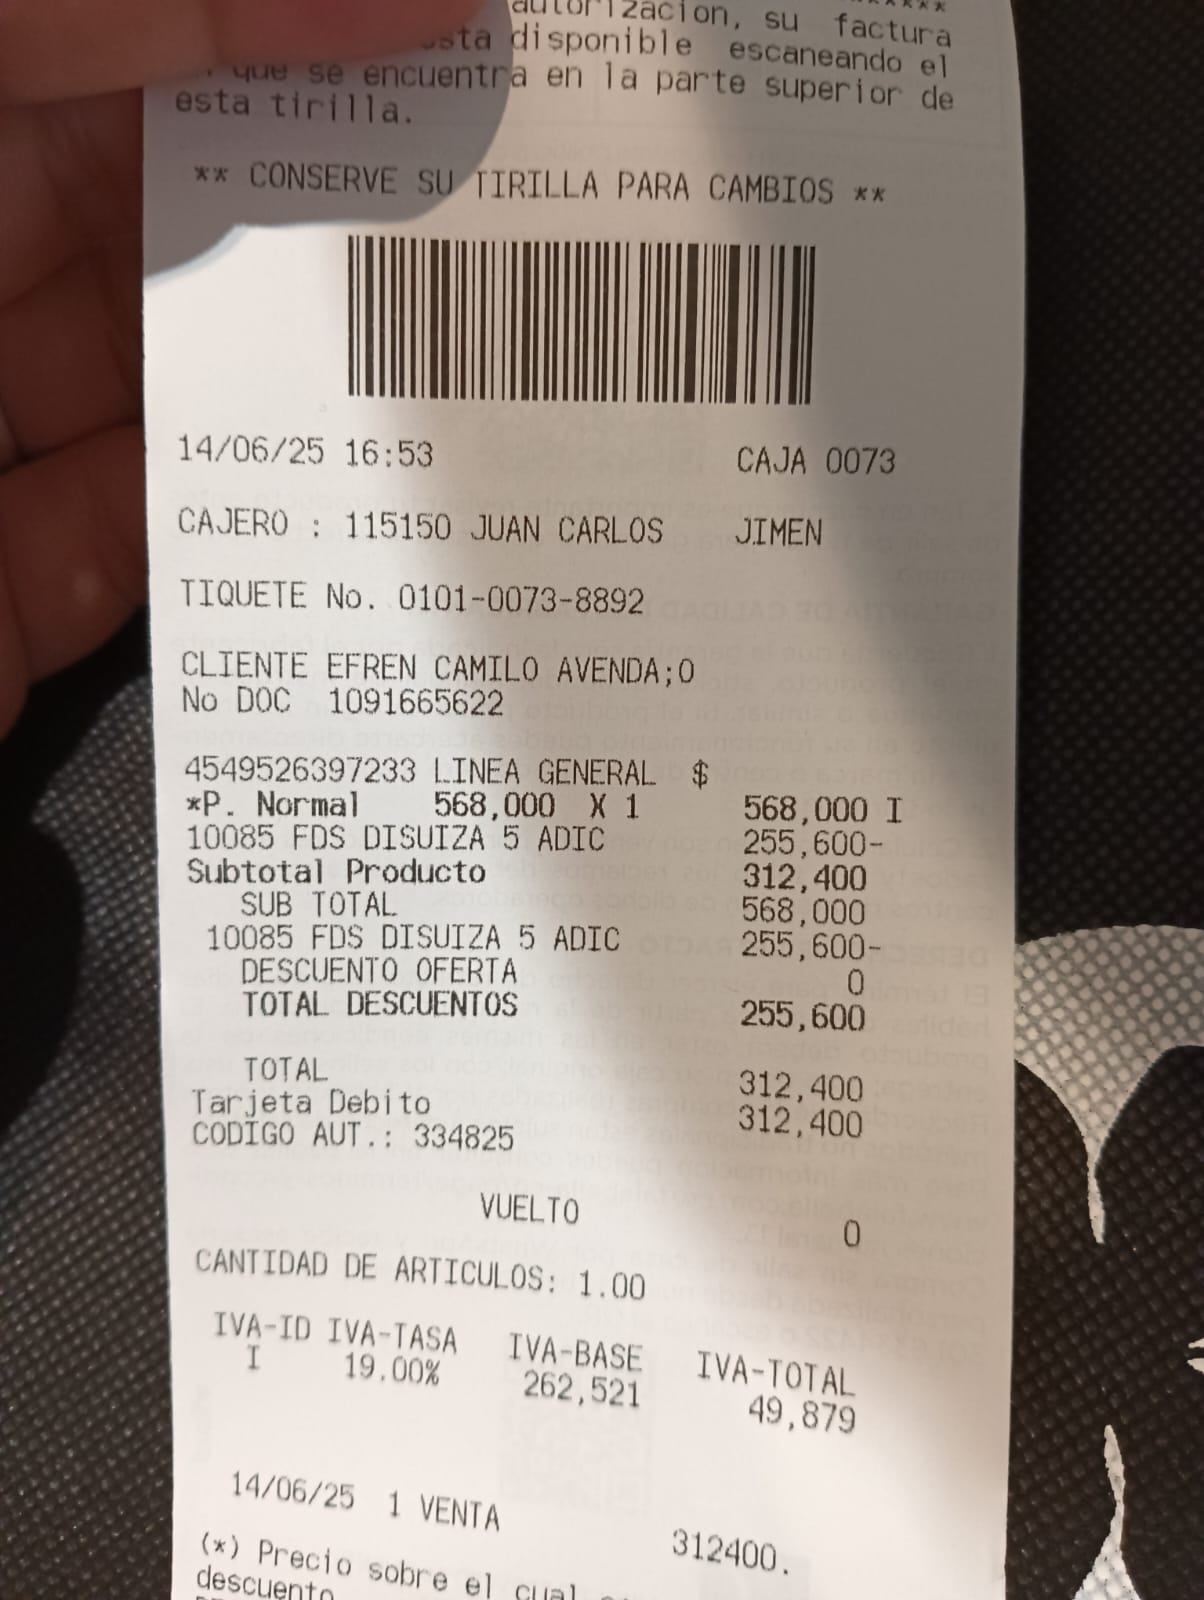 autorización, su factura
disponible escaneando el
que se encuentra en la parte superior de
esta tirilla.
** CONSERVE SU TIRILLA PARA CAMBIOS **
14/06/25 16:53 CAJA 0073
CAJERO : 115150 JUAN CARLOS JIMEN
TIQUETE No. 0101-0073-8892
CLIENTE EFREN CAMILO AVENDA;O
No DOC 1091665622
4549526397233 LINEA GENERAL $
*P. Normal 568,000 X 1 568,000 I
10085 FDS DISUIZA 5 ADIC 255,600-
Subtotal Producto 312,400
SUB TOTAL 568,000
10085 FDS DISUIZA 5 ADIC 255,600-
DESCUENTO OFERTA 0
TOTAL DESCUENTOS 255,600
TOTAL 312,400
Tarjeta Debito 312,400
CODIGO AUT.: 334825
VUELTO 0
CANTIDAD DE ARTICULOS: 1.00
IVA-ID IVA-TASA IVA-BASE IVA-TOTAL
I 19.00% 262,521 49,879
14/06/25 1 VENTA 312400.
(*) Precio sobre el cual
descuento